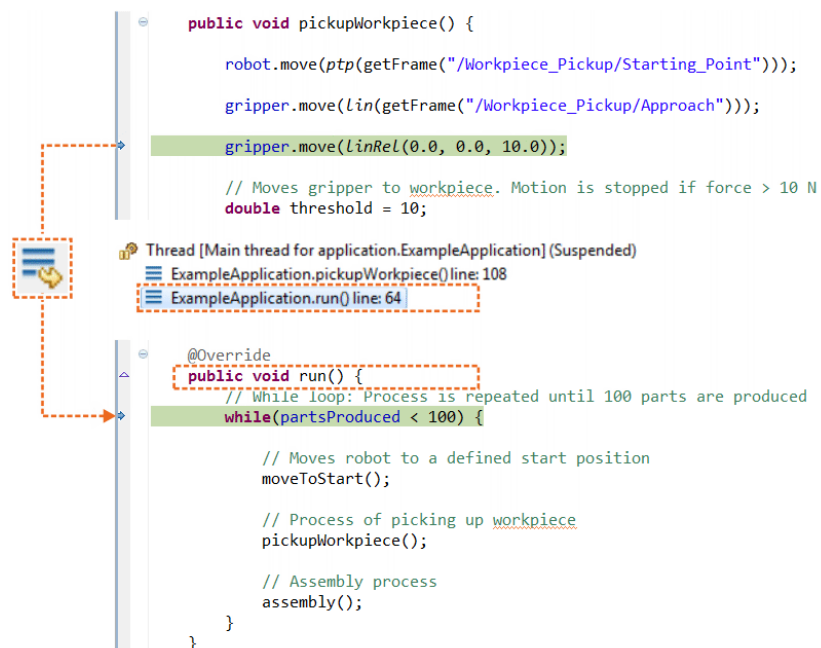 public void pickupWorkpiece() {
robot.move(ptp(getFrame("/Workpiece_Pickup/Starting_Point")));
gripper.move(lin(getFrame("/Workpiece_Pickup/Approach")));
gripper.move(linRel(0.0, 0.0, 10.0));
// Moves gripper to workpiece. Motion is stopped if force > 10 N
double threshold = 10;
Thread [Main thread for application.ExampleApplication] (Suspended)
ExampleApplication.pickupWorkpiece() line: 108
ExampleApplication.run() line: 64
@Override
public void run() {
// While loop: Process is repeated until 100 parts are produced
while(partsProduced < 100) {
// Moves robot to a defined start position
moveToStart();
// Process of picking up workpiece
pickupWorkpiece();
// Assembly process
assembly();
}
}